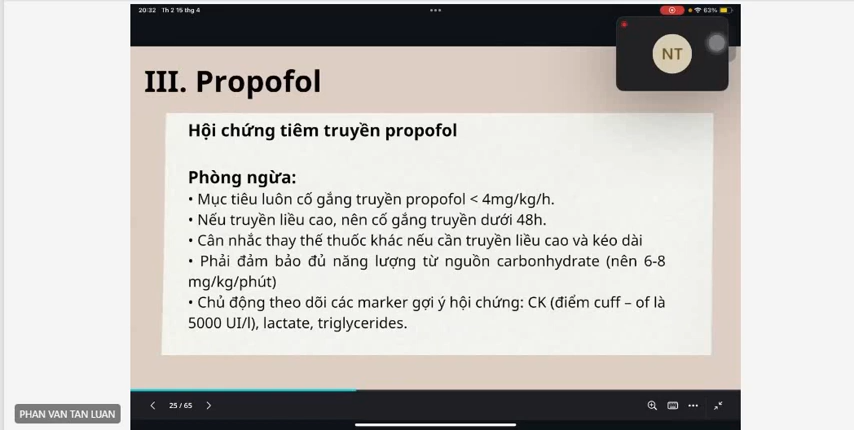 20:32 Th 2 15 thg 4
63%
NT
III. Propofol
Hội chứng tiêm truyền propofol
Phòng ngừa:
• Mục tiêu luôn cố gắng truyền propofol < 4mg/kg/h.
• Nếu truyền liều cao, nên cố gắng truyền dưới 48h.
• Cân nhắc thay thế thuốc khác nếu cần truyền liều cao và kéo dài
• Phải đảm bảo đủ năng lượng từ nguồn carbonhydrate (nên 6-8
mg/kg/phút)
• Chủ động theo dõi các marker gợi ý hội chứng: CK (điểm cuff – of là
5000 UI/l), lactate, triglycerides.
25 / 65
PHAN VAN TAN LUAN